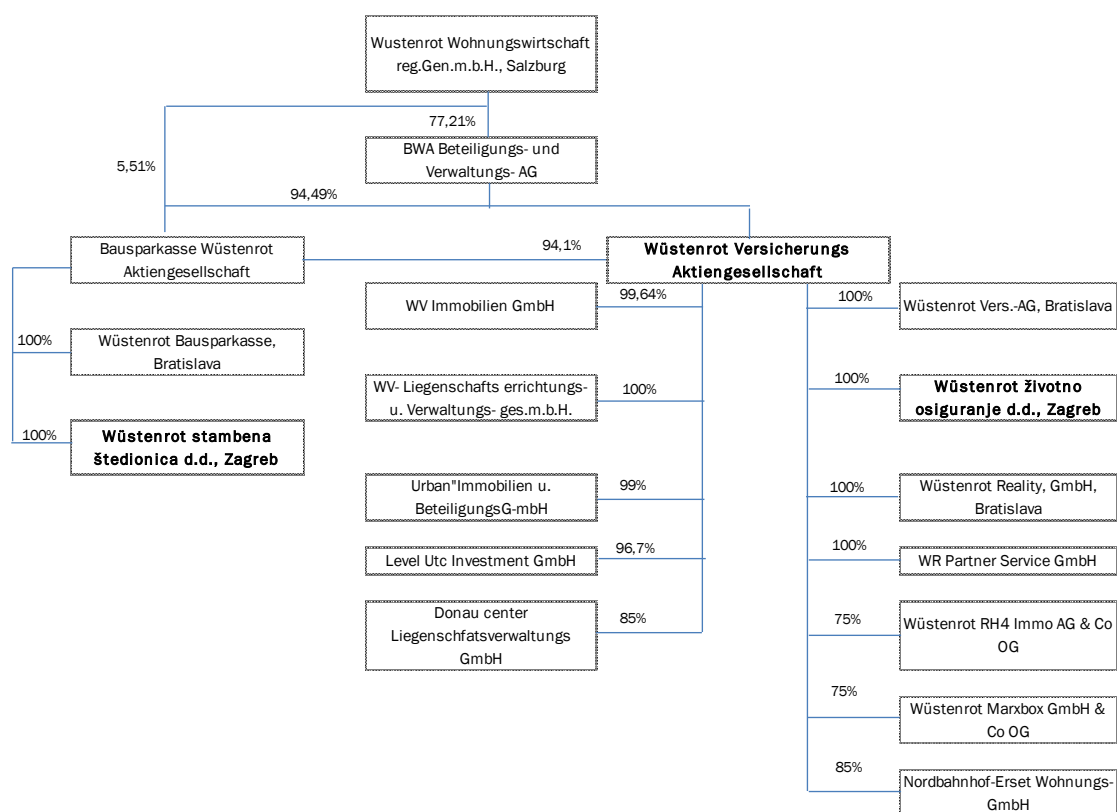 Wustenrot Wohnungswirtschaft
reg.Gen.m.b.H., Salzburg
77,21%
5,51%
BWA Beteiligungs- und
Verwaltungs- AG
94,49%
Bausparkasse Wüstenrot
Aktiengesellschaft
94,1%
Wüstenrot Versicherungs
Aktiengesellschaft
100%
Wüstenrot Bausparkasse,
Bratislava
100%
Wüstenrot stambena
štedionica d.d., Zagreb
WV Immobilien GmbH
99,64%
WV- Liegenschafts errichtungs-
u. Verwaltungs- ges.m.b.H.
100%
Urban"Immobilien u.
BeteiligungsG-mbH
99%
Level Utc Investment GmbH
96,7%
Donau center
Liegenschfatsverwaltungs
GmbH
85%
100%
Wüstenrot Vers.-AG, Bratislava
100%
Wüstenrot životno
osiguranje d.d., Zagreb
100%
Wüstenrot Reality, GmbH,
Bratislava
100%
WR Partner Service GmbH
75%
Wüstenrot RH4 Immo AG & Co
OG
75%
Wüstenrot Marxbox GmbH &
Co OG
85%
Nordbahnhof-Erset Wohnungs-
GmbH